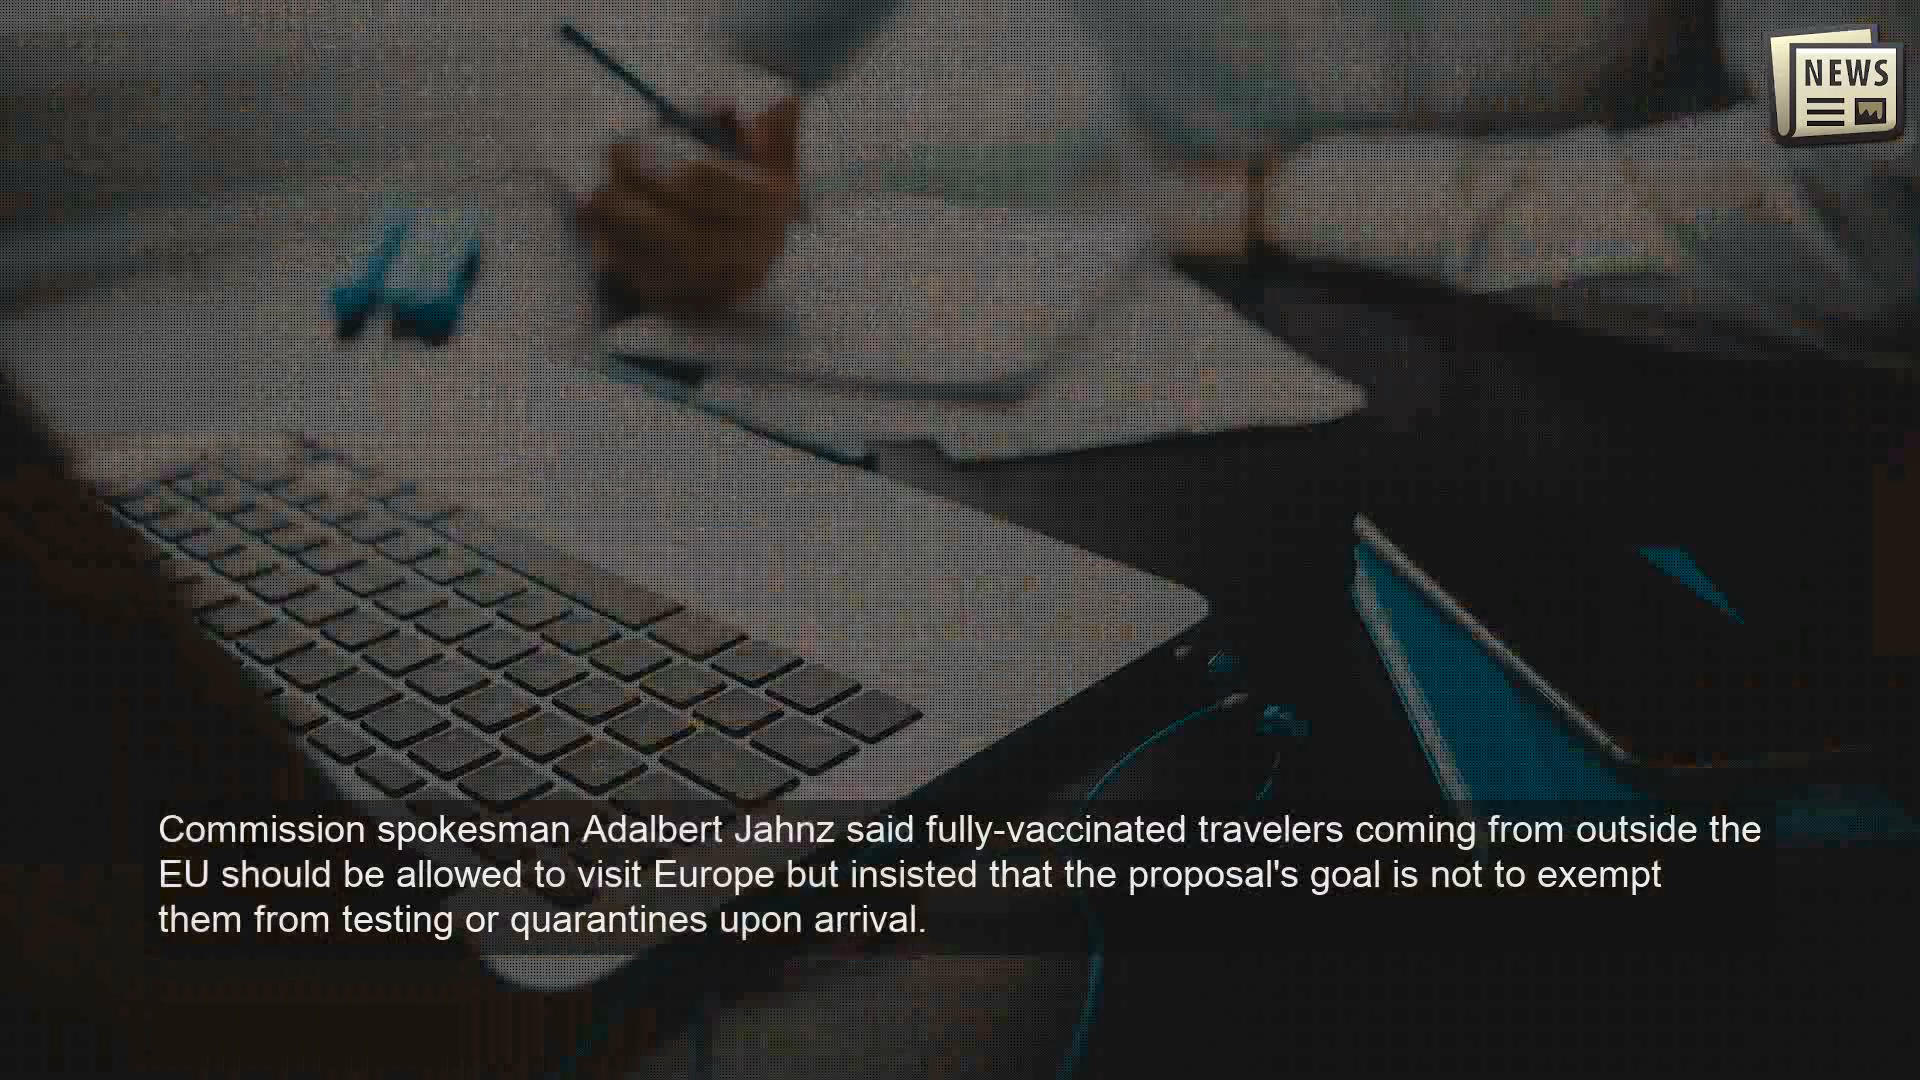 NEWS
Commission spokesman Adalbert Jahnz said fully-vaccinated travelers coming from outside the
EU should be allowed to visit Europe but insisted that the proposal's goal is not to exempt
them from testing or quarantines upon arrival.